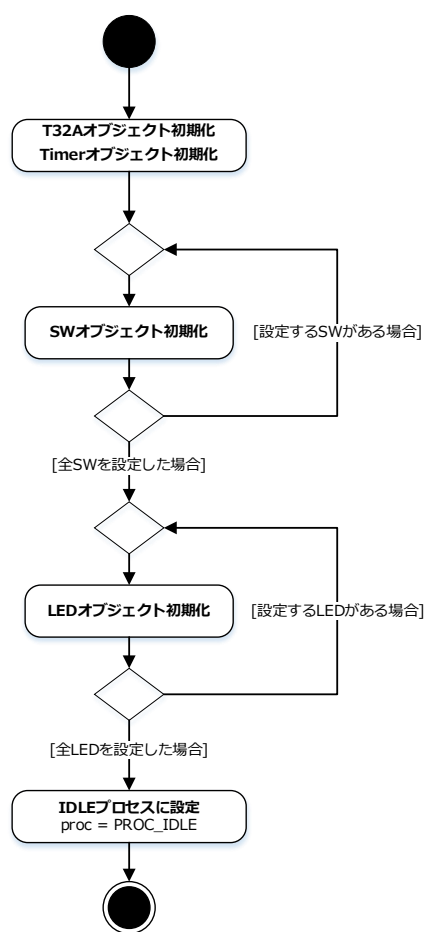 T32Aオブジェクト初期化
Timerオブジェクト初期化
SWオブジェクト初期化
[設定するSWがある場合]
[全SWを設定した場合]
LEDオブジェクト初期化
[設定するLEDがある場合]
[全LEDを設定した場合]
IDLEプロセスに設定
proc = PROC_IDLE